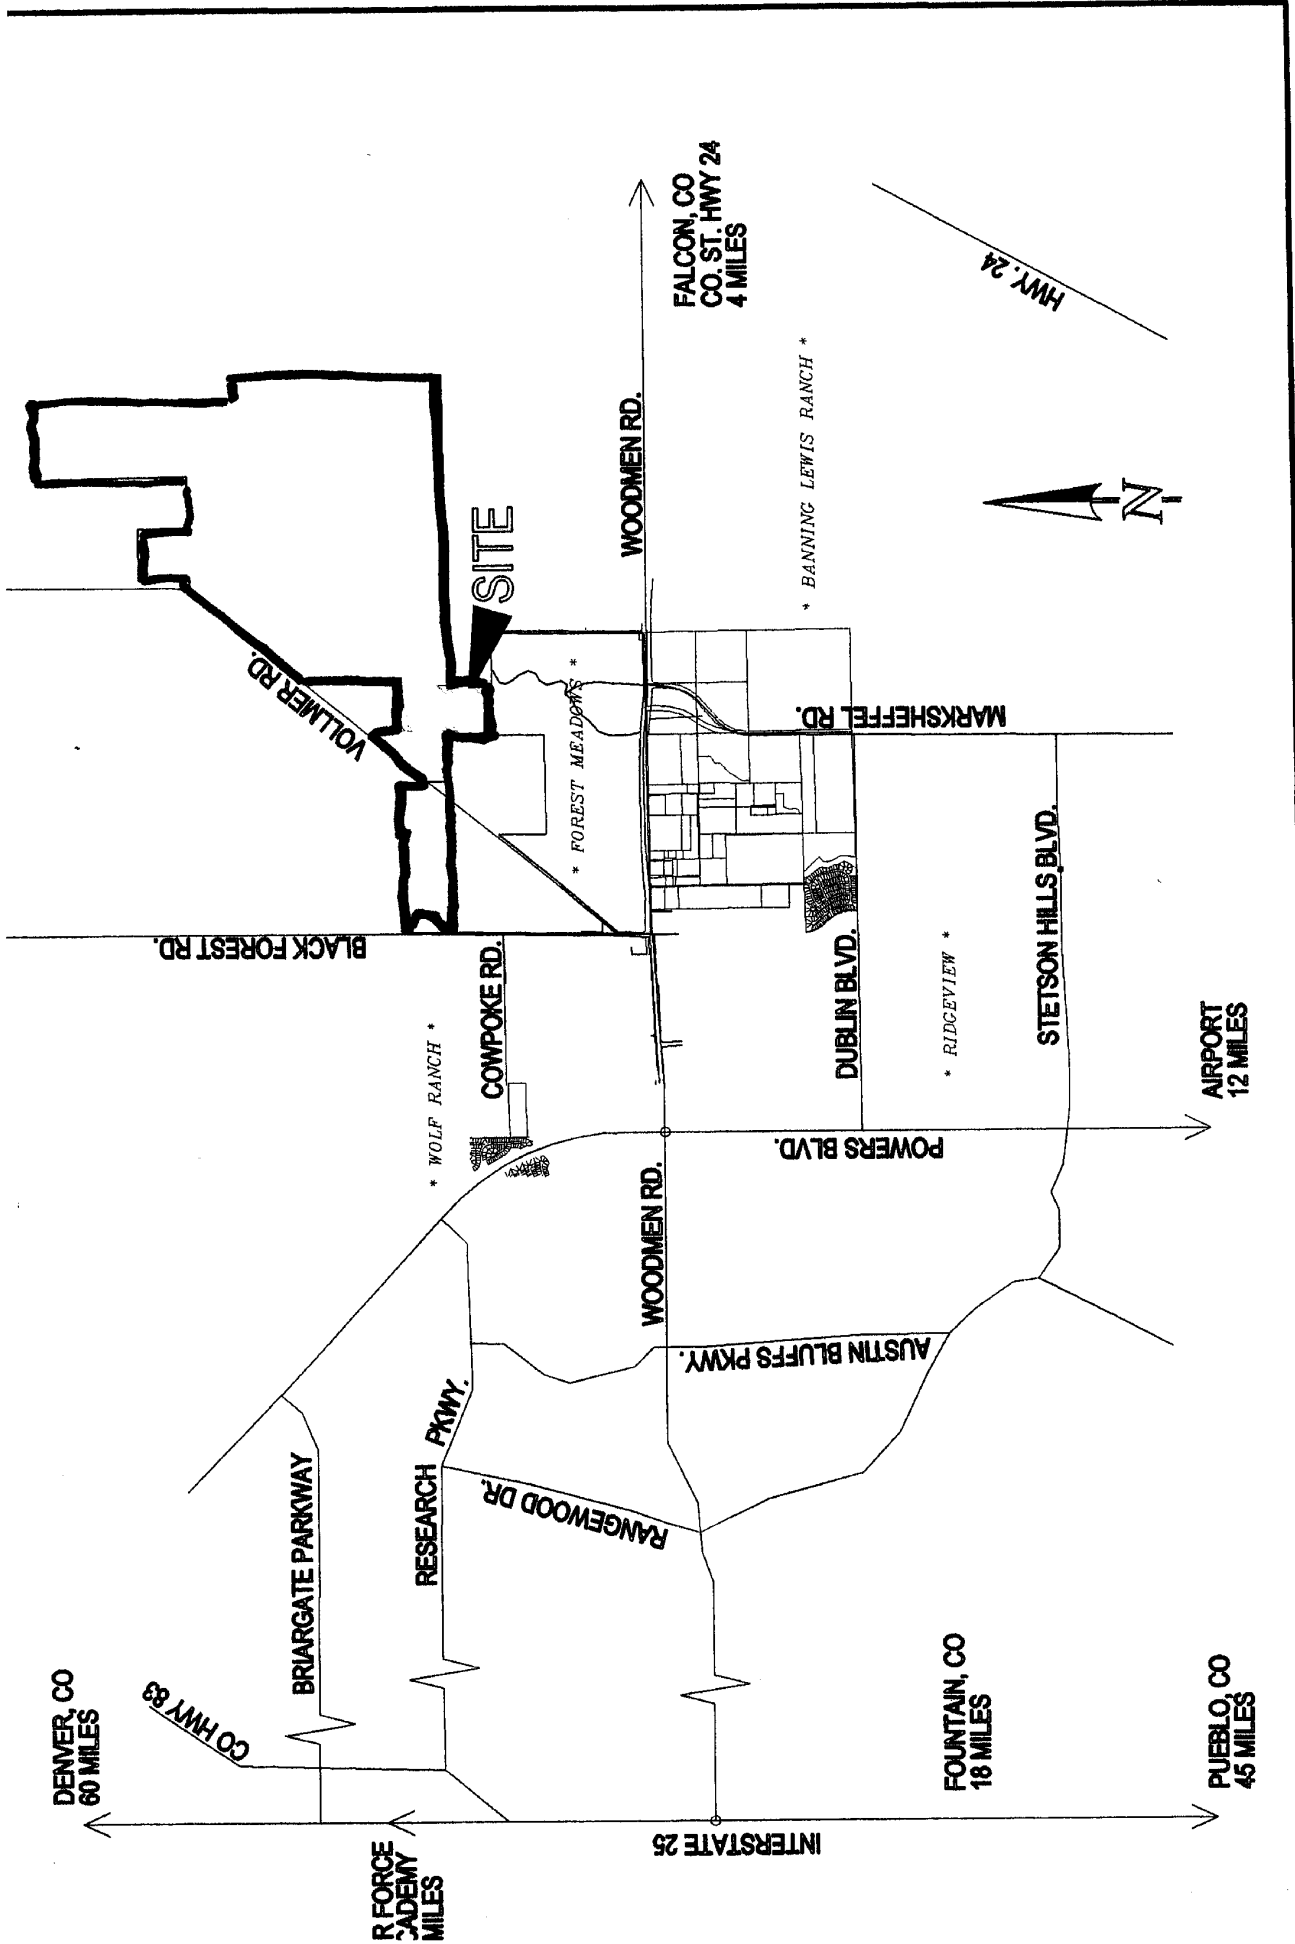 DENVER, CO
60 MILES
CO HWY 83
BRIARGATE PARKWAY
R FORCE
CADEMY
MILES
INTERSTATE 25
RESEARCH
PKWY.
RANGEWOOD DR.
WOODMEN RD.
AUSTIN BLUFFS PKWY.
FOUNTAIN, CO
18 MILES
PUEBLO, CO
45 MILES
* WOLF RANCH *
COWPOKE RD.
BLACK FOREST RD.
VOLLMER RD.
SITE
* FOREST MEADOWS *
WOODMEN RD.
FALCON, CO
CO. ST. HWY 24
4 MILES
POWERS BLVD.
DUBLIN BLVD.
* RIDGEVIEW *
STETSON HILLS BLVD.
AIRPORT
12 MILES
MARKSHEFFEL RD.
* BANNING LEWIS RANCH *
HWY. 24
N